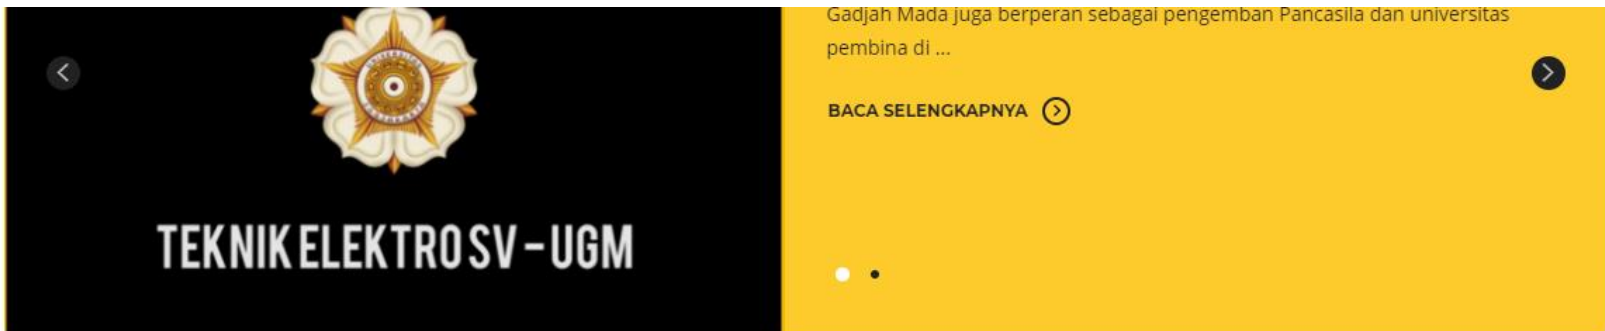 TEKNIK ELEKTRO SV - UGM
Gadjah Mada juga berperan sebagai pengemban Pancasila dan universitas
pembina di ...
BACA SELENGKAPNYA